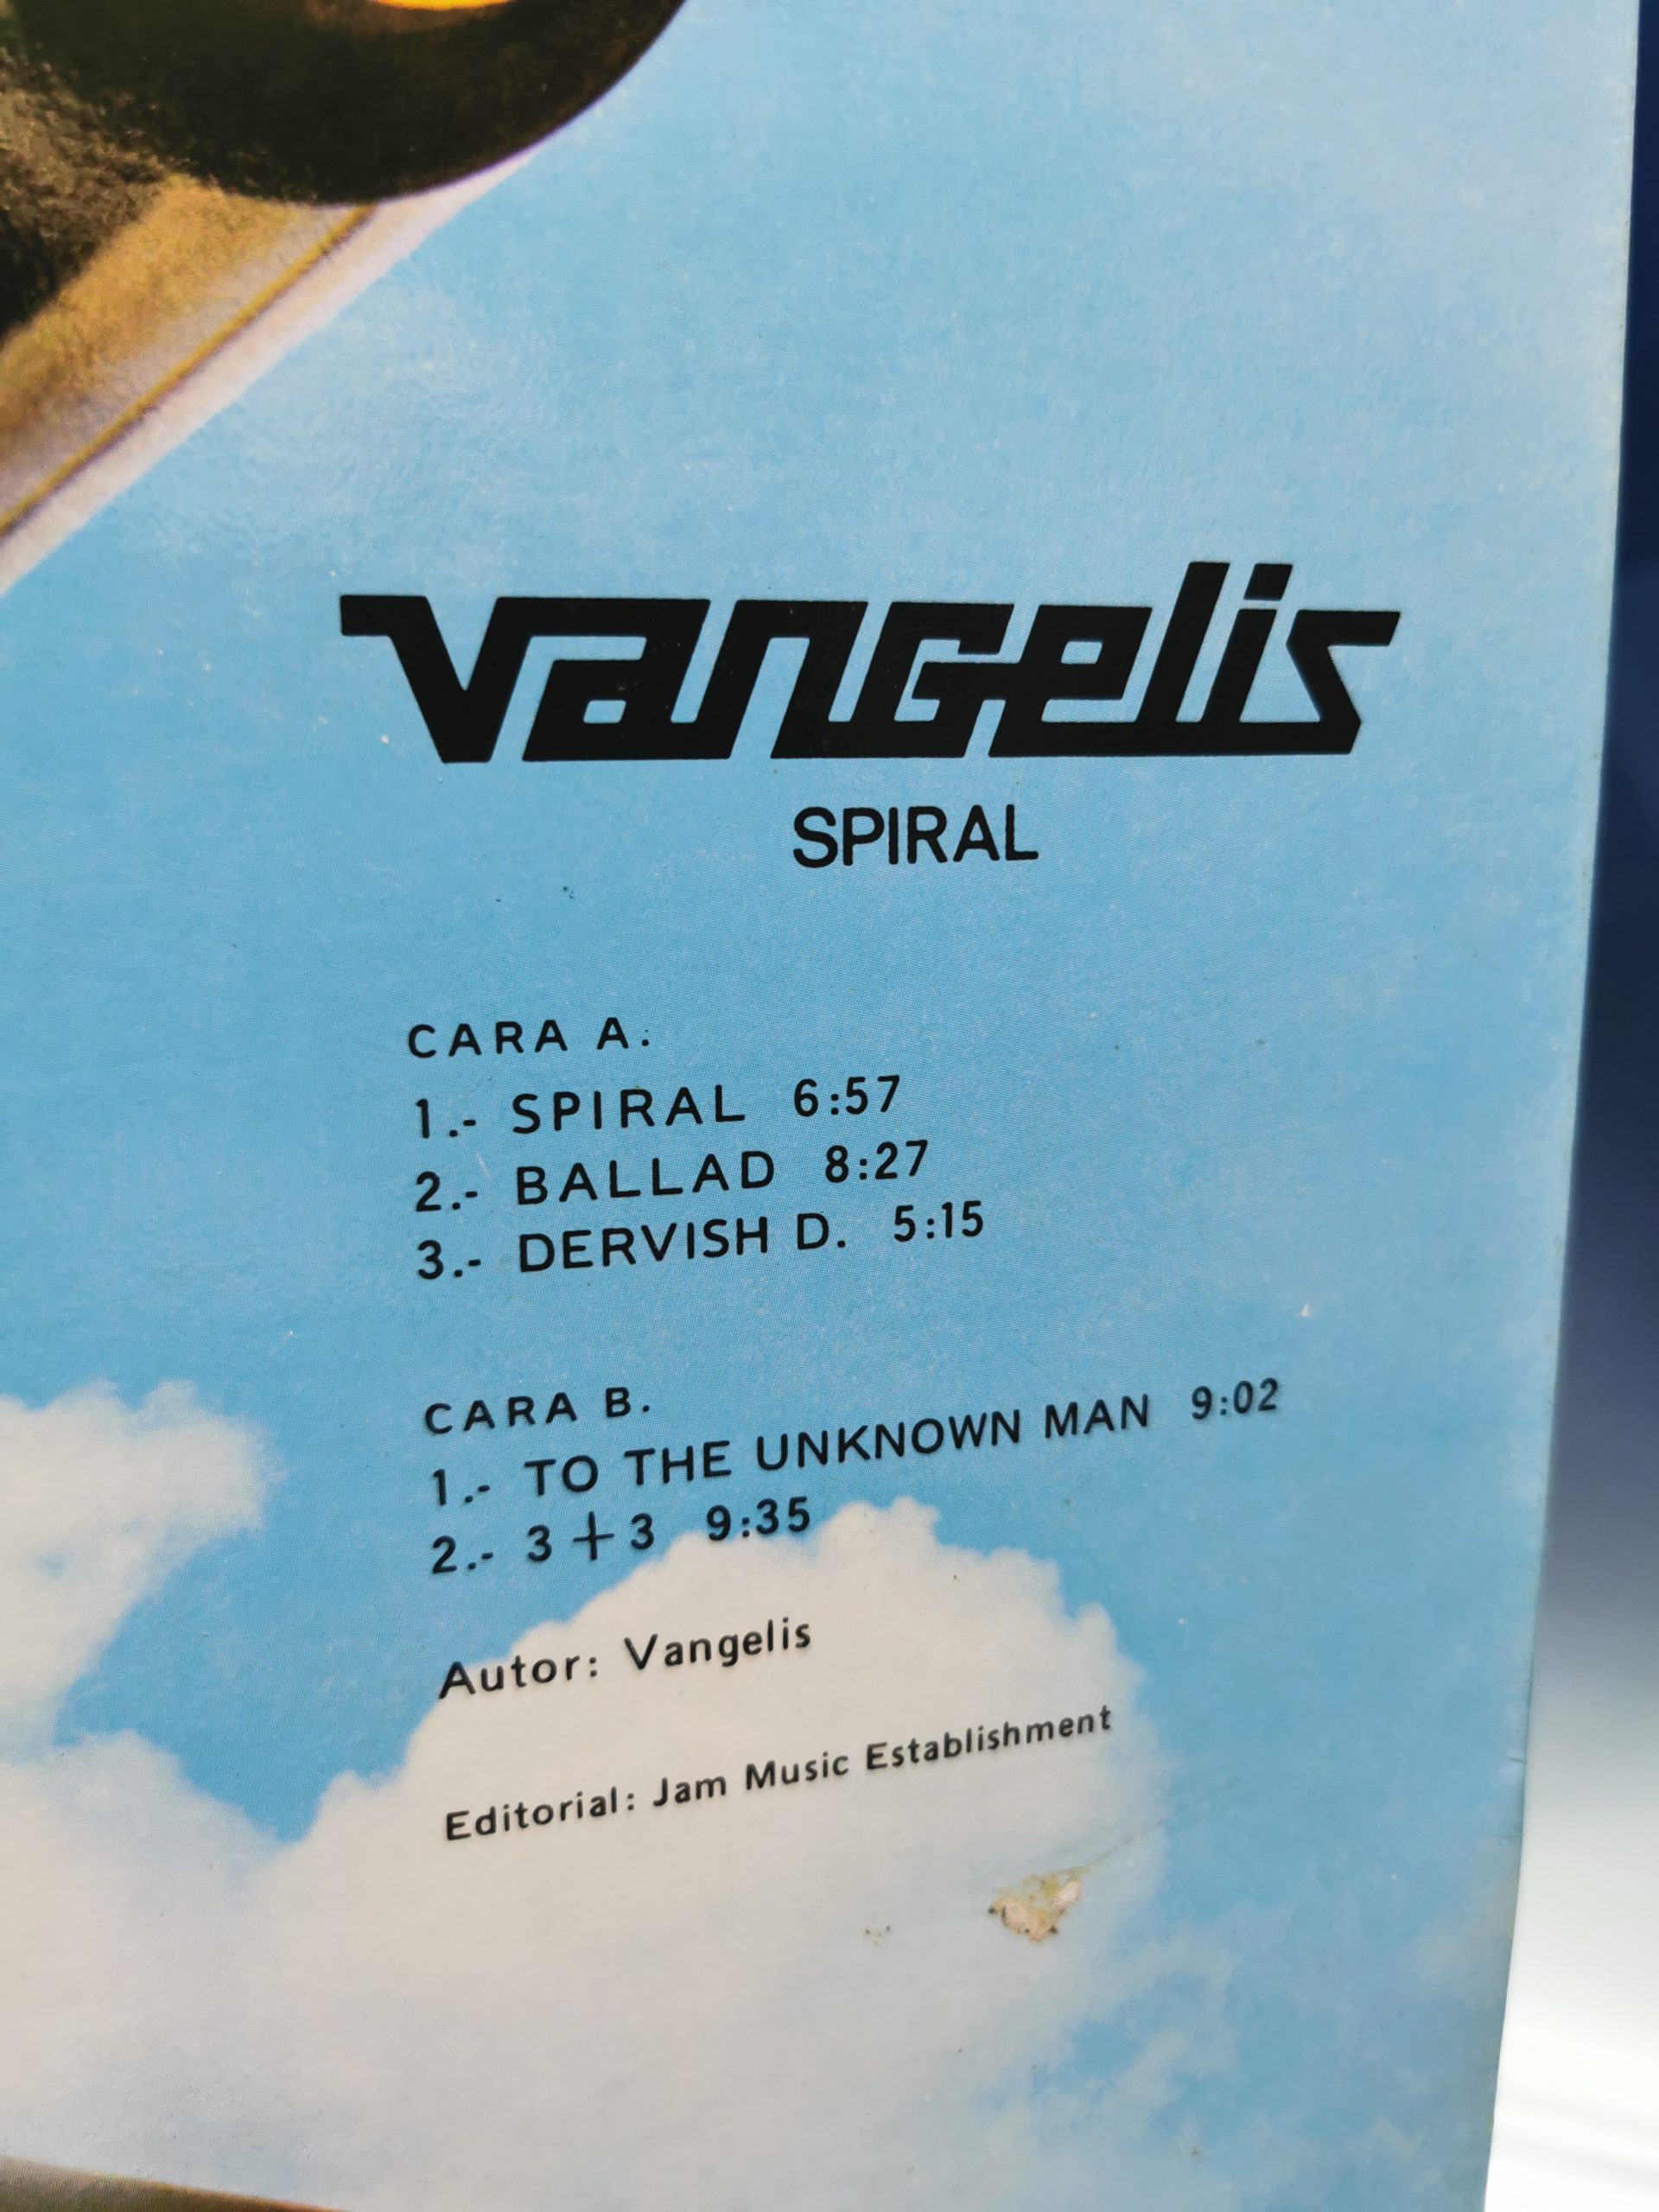 vangelis
SPIRAL
CARA A.
1.- SPIRAL 6:57
2.- BALLAD 8:27
3.- DERVISH D. 5:15
CARA B.
1.- TO THE UNKNOWN MAN 9:02
2.- 3+3 9:35
Autor: Vangelis
Editorial: Jam Music Establishment